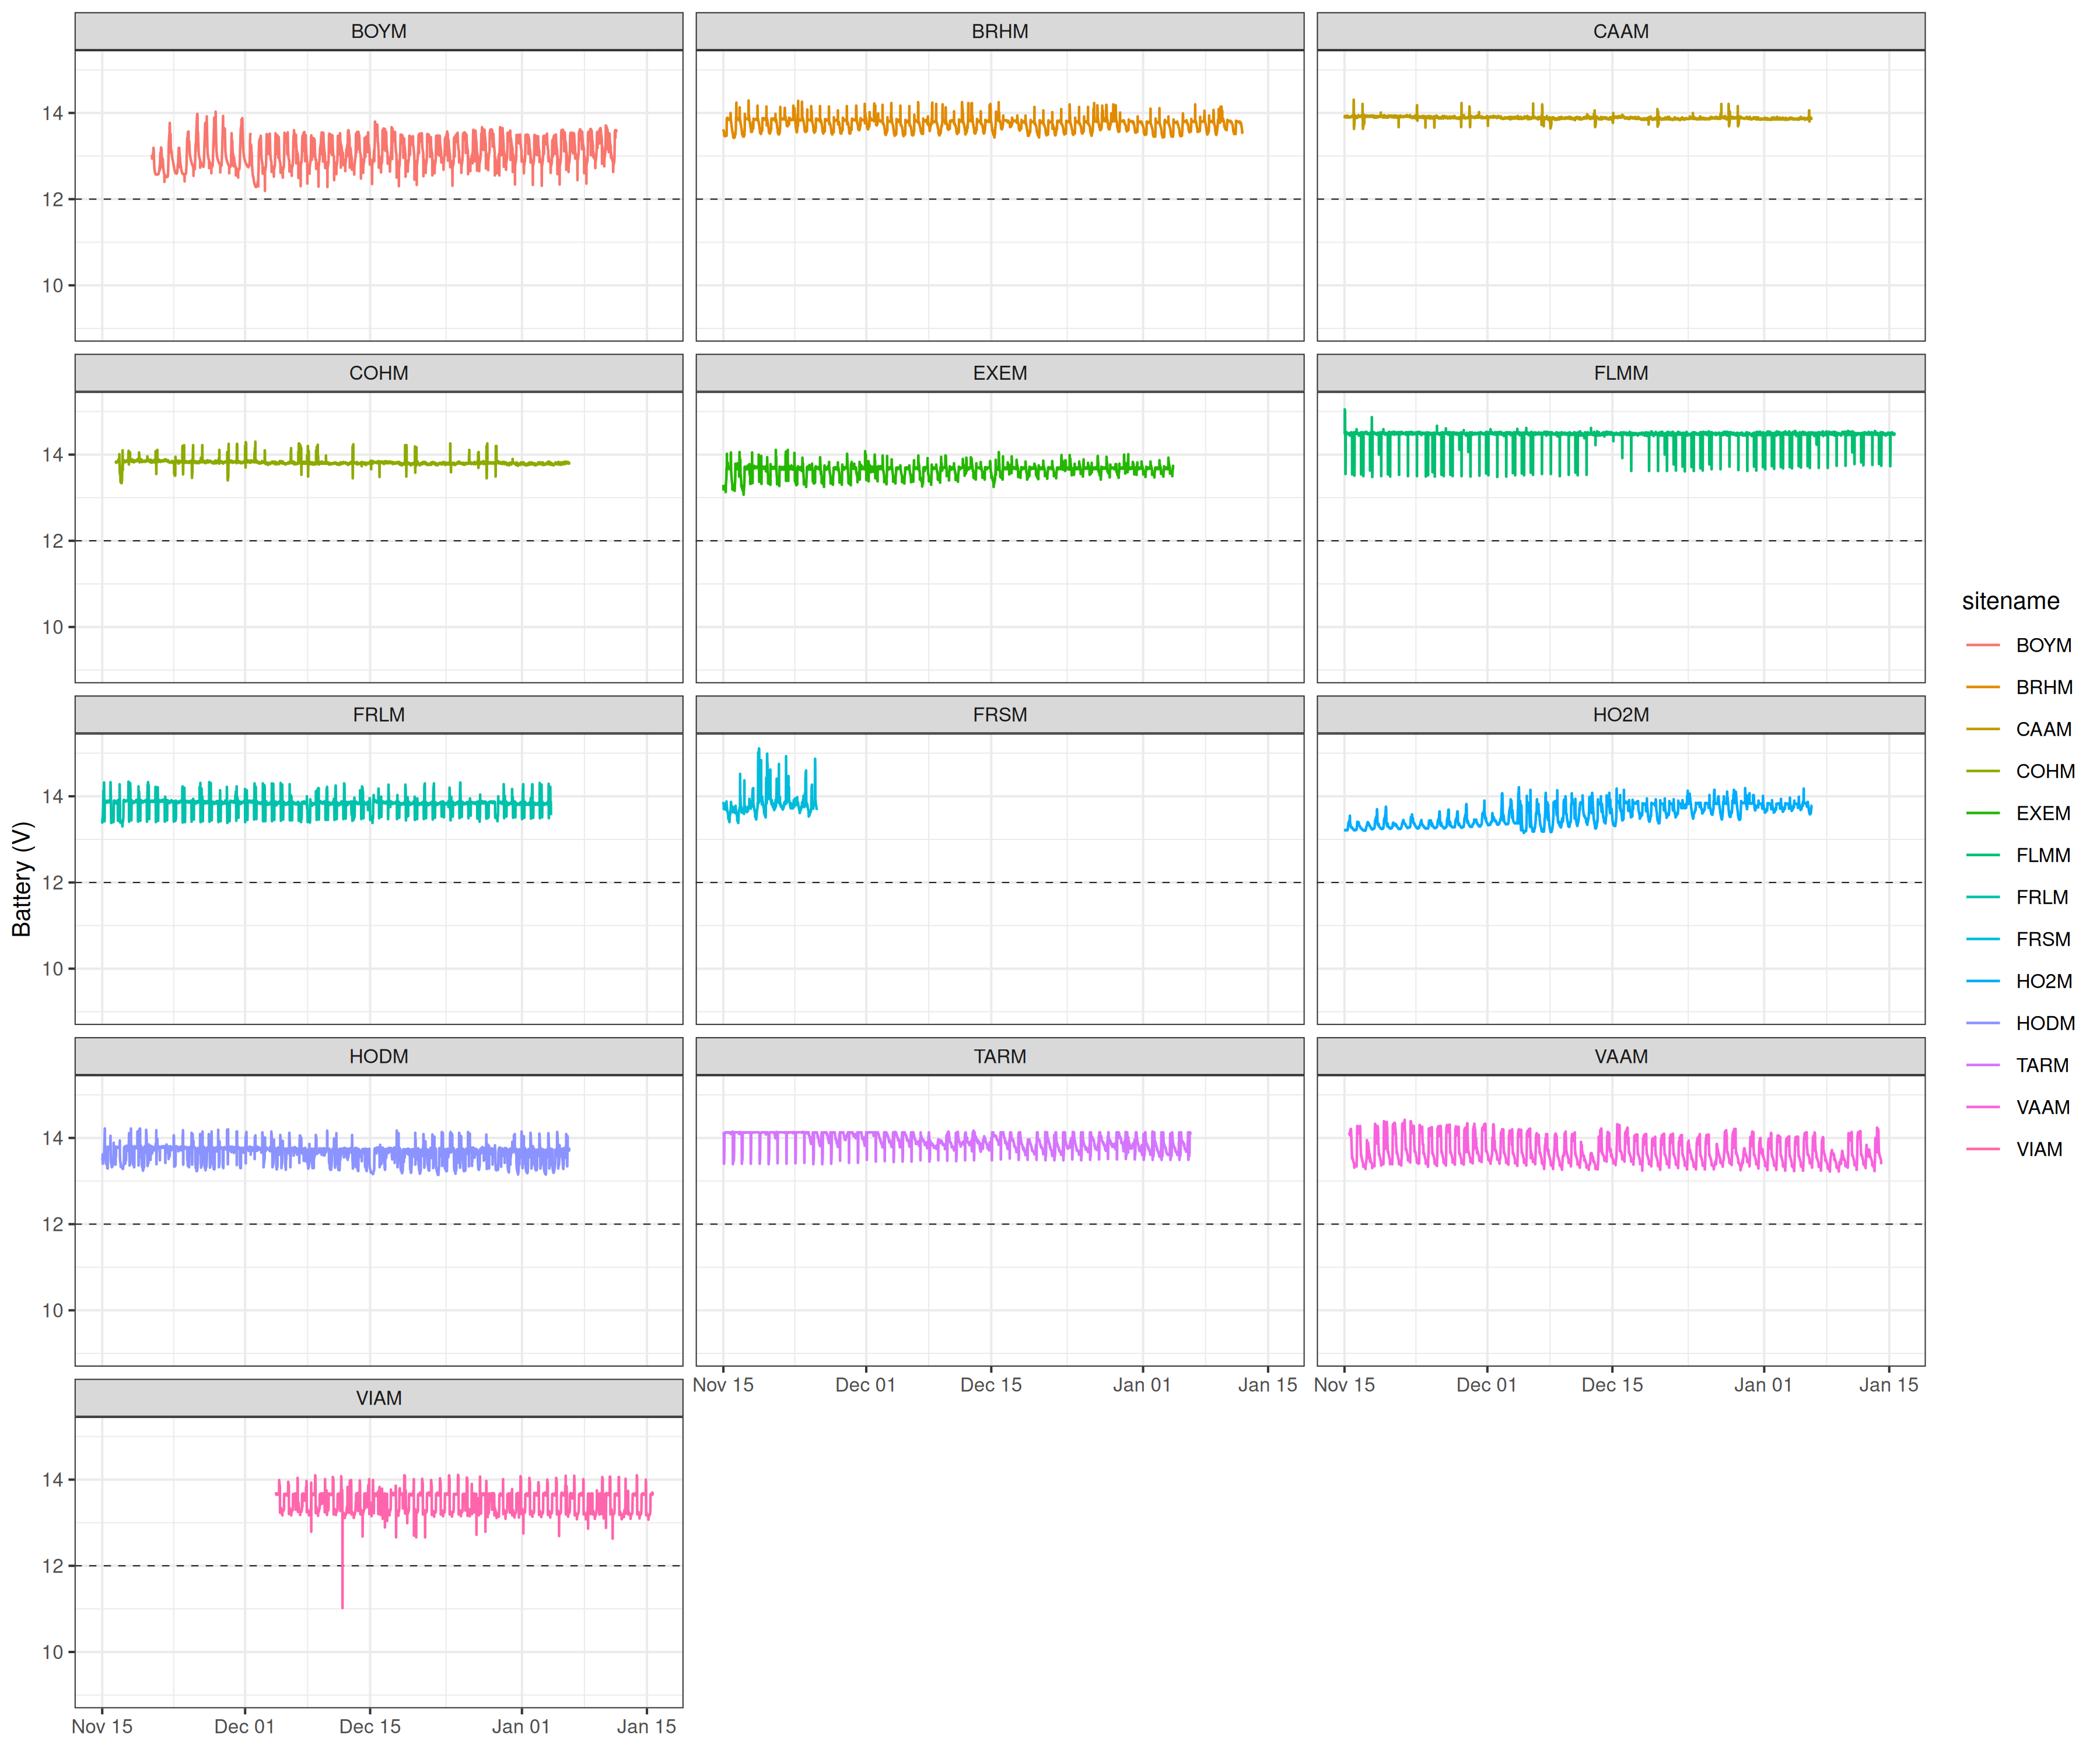 BOYM
BRHM
CAAM
14
12
10
COHM
EXEM
FLMM
14
12
10
FRLM
FRSM
HO2M
14
12
10
HODM
TARM
VAAM
14
12
10
Nov 15
Dec 01
Dec 15
Jan 01
Jan 15
Nov 15
Dec 01
Dec 15
Jan 01
Jan 15
VIAM
14
12
10
Nov 15
Dec 01
Dec 15
Jan 01
Jan 15
Battery (V)
sitename
BOYM
BRHM
CAAM
COHM
EXEM
FLMM
FRLM
FRSM
HO2M
HODM
TARM
VAAM
VIAM